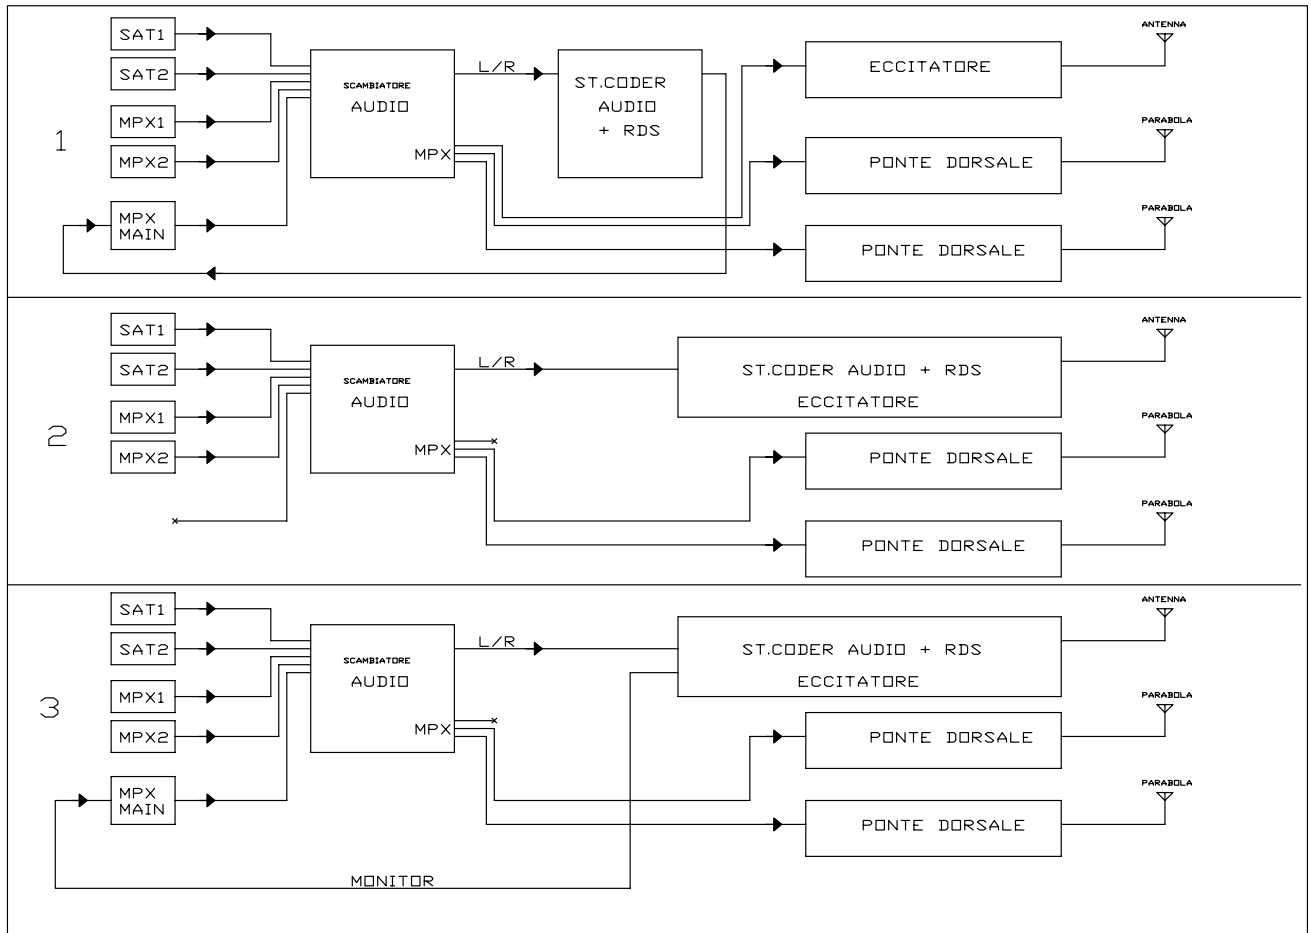 1
SAT1
SAT2
MPX1
MPX2
MPX
MAIN
SCAMBIATORE
AUDIO
MPX
L/R
ST.CODER
AUDIO
+ RDS
ECCITATORE
ANTENNA
PONTE DORSALE
PARABOLA
PONTE DORSALE
PARABOLA
2
SAT1
SAT2
MPX1
MPX2
SCAMBIATORE
AUDIO
MPX
L/R
ST.CODER AUDIO + RDS
ECCITATORE
ANTENNA
PONTE DORSALE
PARABOLA
PONTE DORSALE
PARABOLA
3
SAT1
SAT2
MPX1
MPX2
MPX
MAIN
SCAMBIATORE
AUDIO
MPX
L/R
ST.CODER AUDIO + RDS
ECCITATORE
ANTENNA
PONTE DORSALE
PARABOLA
PONTE DORSALE
PARABOLA
MONITOR